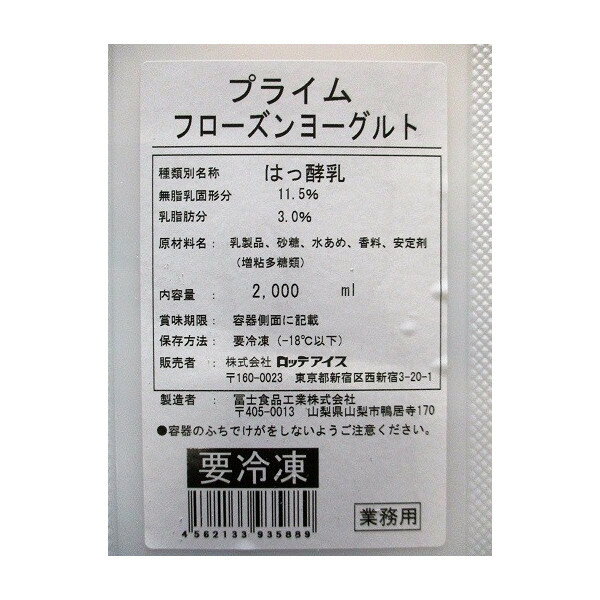 プライム
フローズンヨーグルト
種類別名称 はっ酵乳
無脂乳固形分 11.5%
乳脂肪分 3.0%
原材料名: 乳製品、砂糖、水あめ、香料、安定剤
(増粘多糖類)
内容量 : 2,000 ml
賞味期限: 容器側面に記載
保存方法: 要冷凍(-18℃以下)
販売者 : 株式会社 ロッテアイス
〒160-0023 東京都新宿区西新宿3-20-1
製造者 : 冨士食品工業株式会社
〒405-0013 山梨県山梨市鴨居寺170
●容器のふちでけがをしないようご注意ください。
要冷凍
4562133 935889
業務用